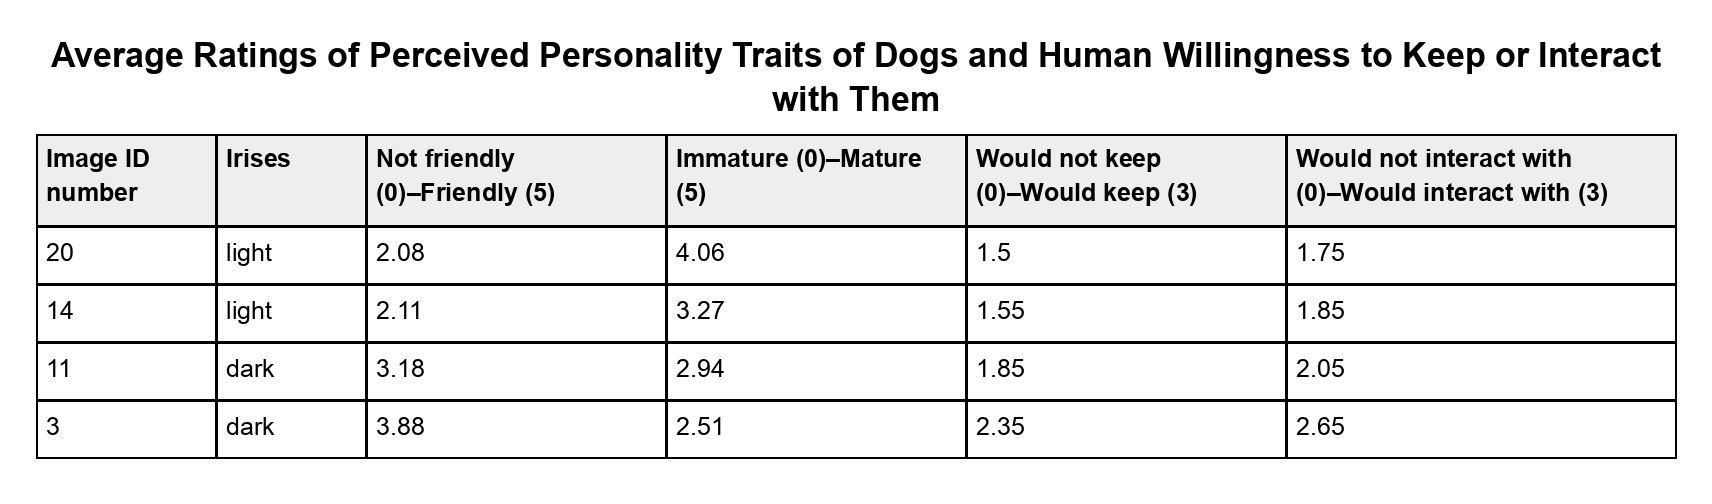 Average Ratings of Perceived Personality Traits of Dogs and Human Willingness to Keep or Interact
with Them
Image ID
number
Irises
Not friendly
(0)–Friendly (5)
Immature (0)–Mature
(5)
Would not keep
(0)–Would keep (3)
Would not interact with
(0)–Would interact with (3)
20 light 2.08 4.06 1.5 1.75
14 light 2.11 3.27 1.55 1.85
11 dark 3.18 2.94 1.85 2.05
3 dark 3.88 2.51 2.35 2.65